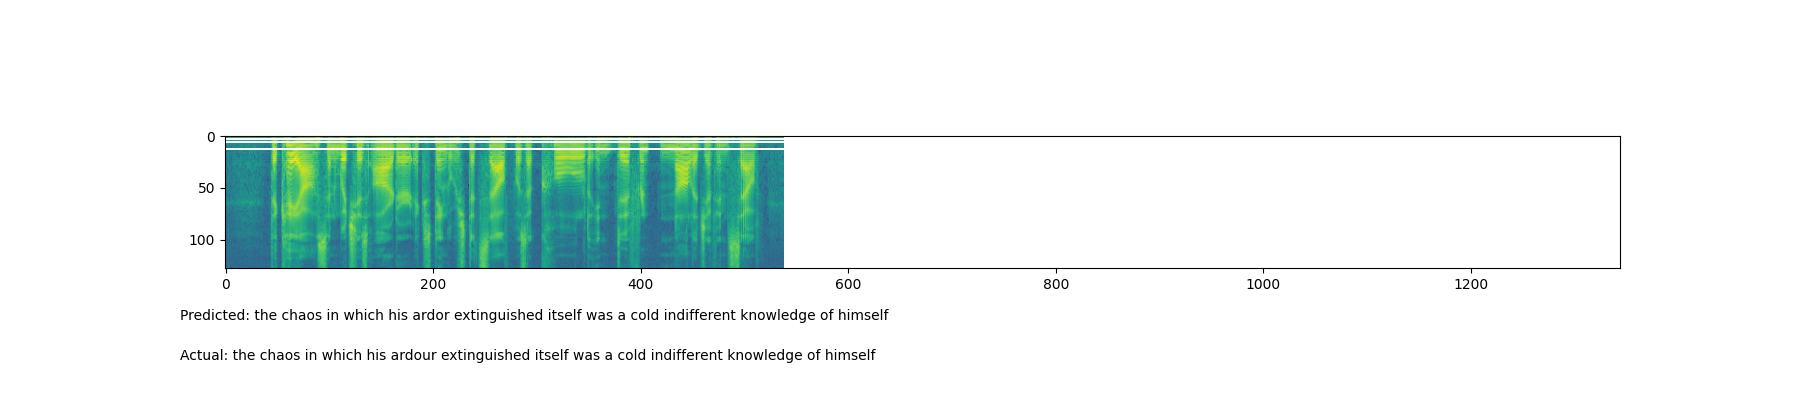 0
50
100
0 200 400 600 800 1000 1200
Predicted: the chaos in which his ardor extinguished itself was a cold indifferent knowledge of himself
Actual: the chaos in which his ardour extinguished itself was a cold indifferent knowledge of himself